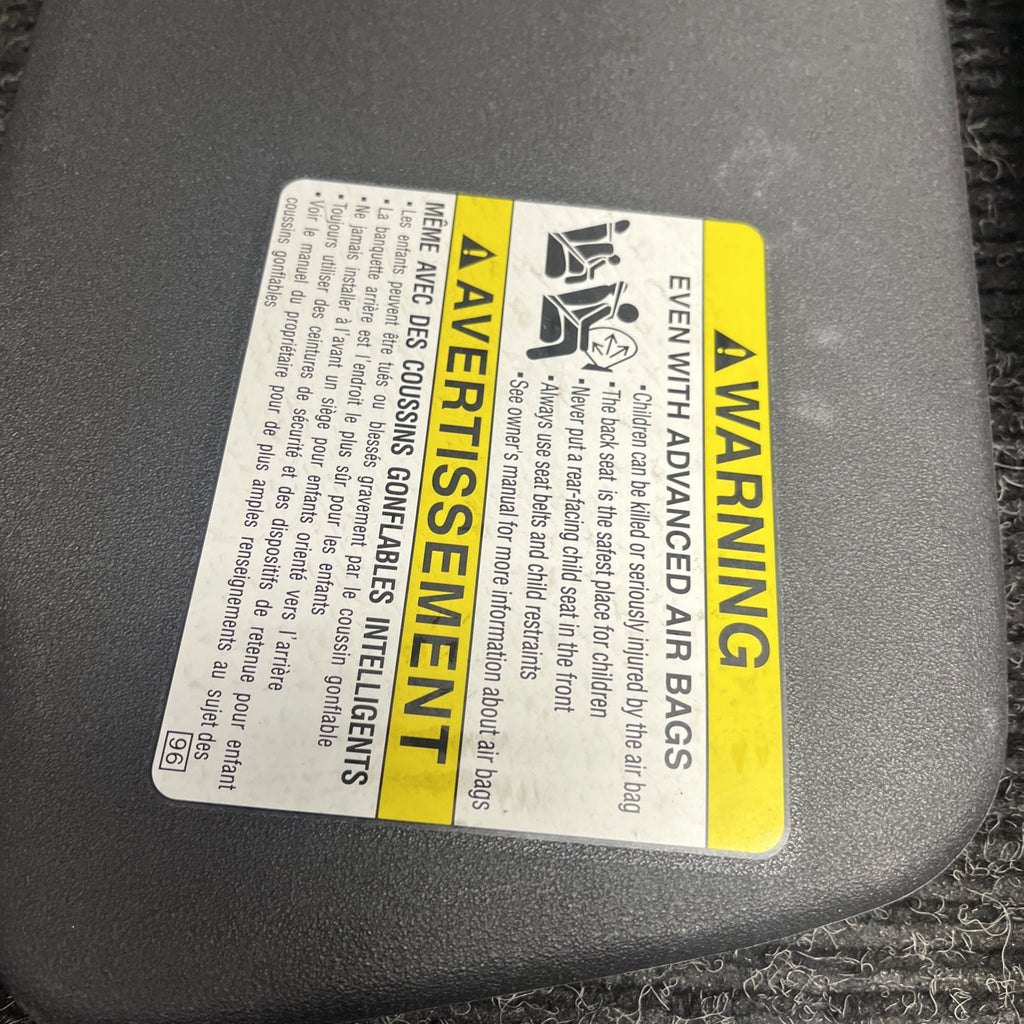 WARNING
EVEN WITH ADVANCED AIR BAGS
•Children can be killed or seriously injured by the air bag
•The back seat is the safest place for children
•Never put a rear-facing child seat in the front
•Always use seat belts and child restraints
•See owner's manual for more information about air bags
AVERTISSEMENT
MÊME AVEC DES COUSSINS GONFLABLES INTELLIGENTS
•Les enfants peuvent être tués ou blessés gravement par le coussin gonflable
•La banquette arrière est l'endroit le plus sûr pour les enfants
•Ne jamais installer à l'avant un siège pour enfants orienté vers l'arrière
•Toujours utiliser des ceintures de sécurité et des dispositifs de retenue pour enfant
•Voir le manuel du propriétaire pour de plus amples renseignements au sujet des
coussins gonflables
96